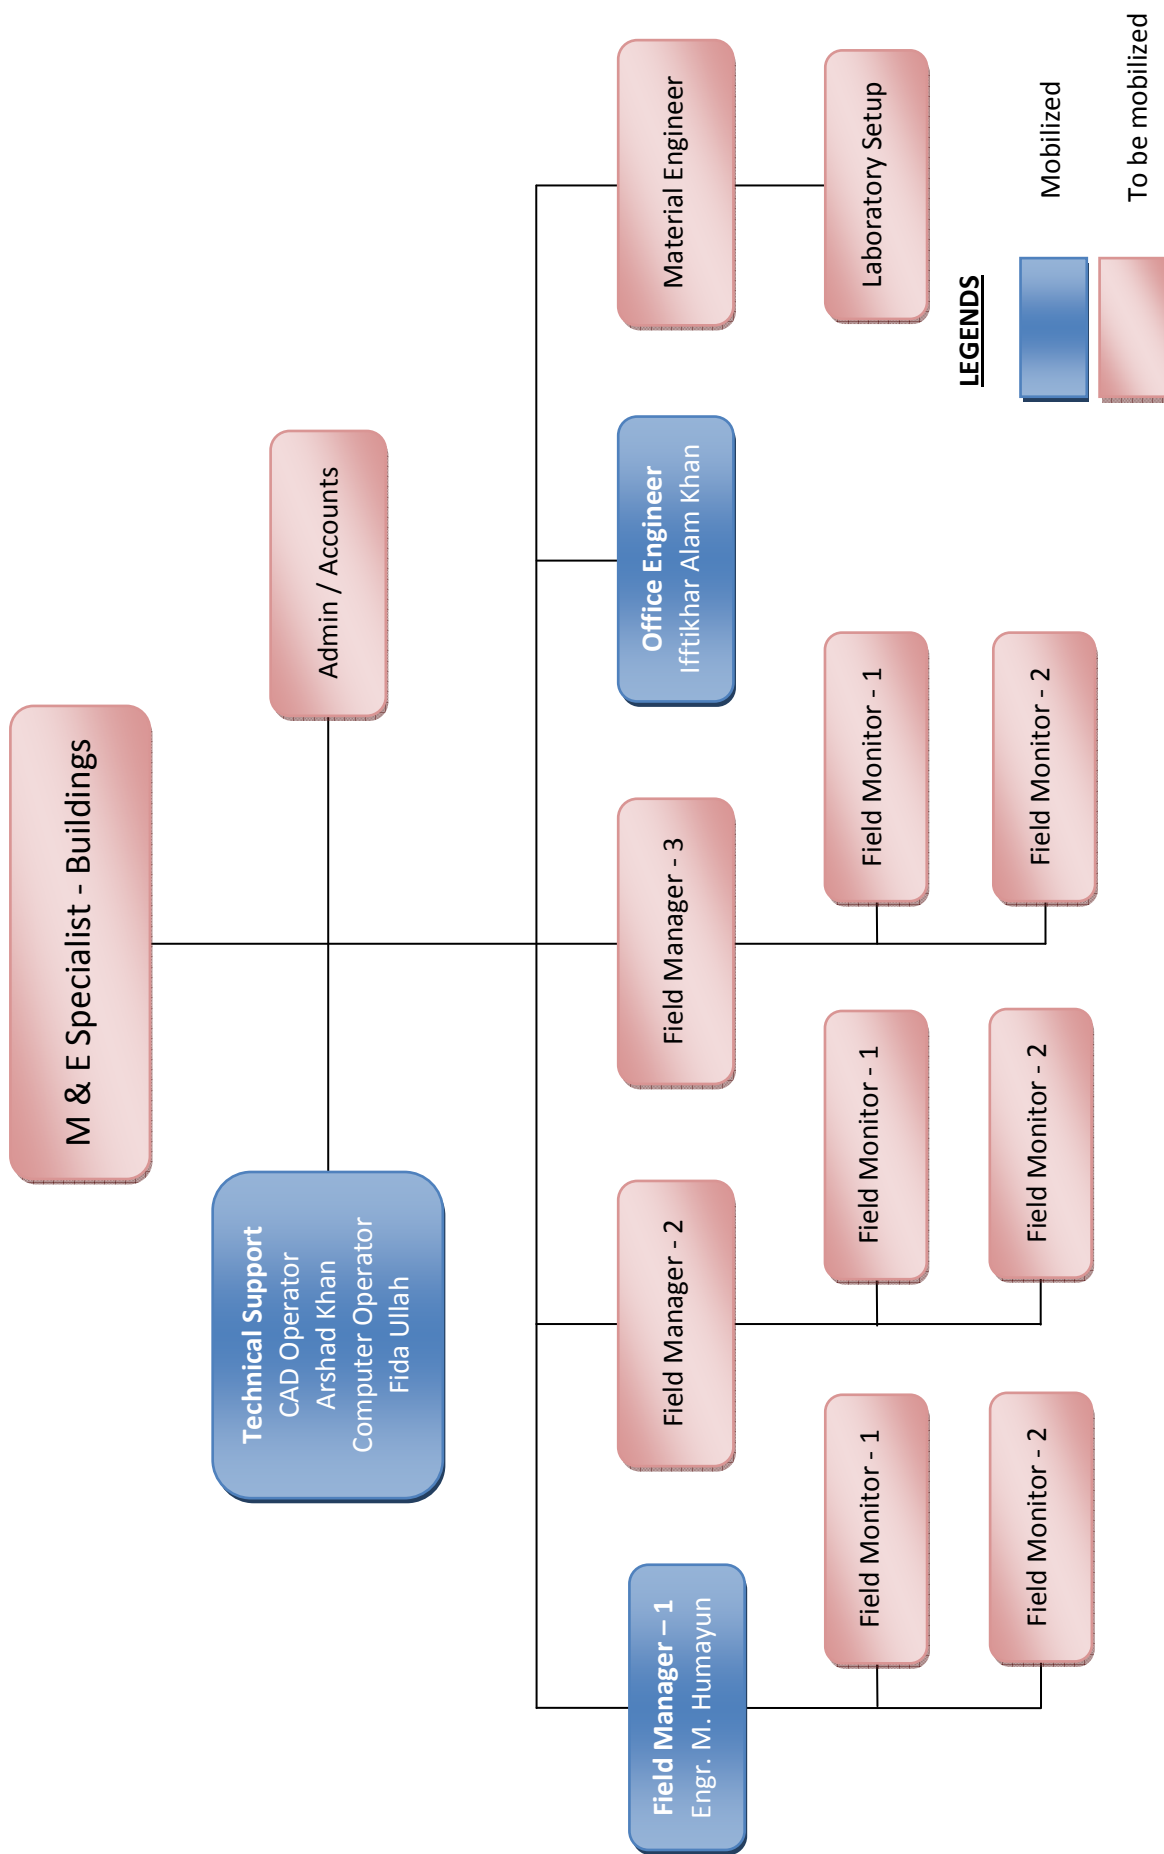 M & E Specialist - Buildings
Technical Support
CAD Operator
Arshad Khan
Computer Operator
Fida Ullah
Admin / Accounts
Field Manager – 1
Engr. M. Humayun
Field Manager - 2
Field Manager - 3
Office Engineer
Ifftikhar Alam Khan
Material Engineer
Field Monitor - 1
Field Monitor - 1
Field Monitor - 1
Laboratory Setup
Field Monitor - 2
Field Monitor - 2
Field Monitor - 2
LEGENDS
Mobilized
To be mobilized